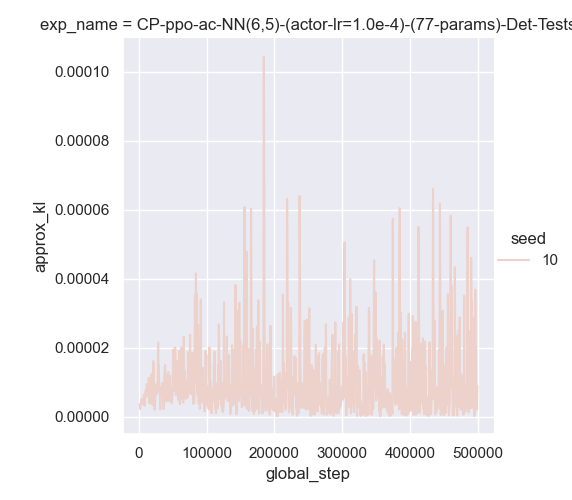 exp_name = CP-ppo-ac-NN(6,5)-(actor-lr=1.0e-4)-(77-params)-Det-Tests
0.00010
0.00008
0.00006
0.00004
0.00002
0.00000
approx_kl
0 100000 200000 300000 400000 500000
global_step
seed
10